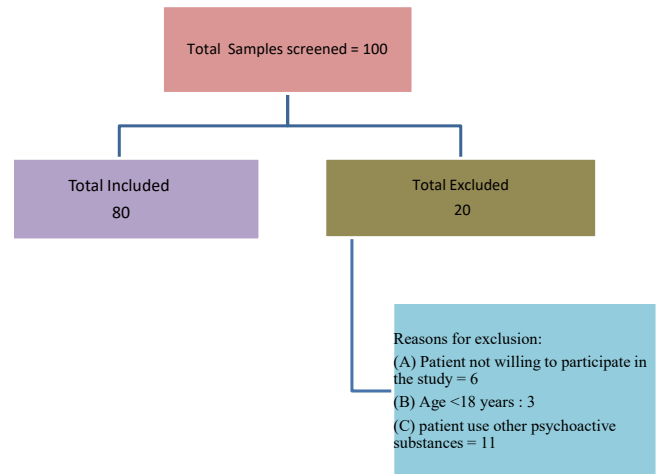 Total Samples screened = 100
Total Included
80
Total Excluded
20
Reasons for exclusion:
(A) Patient not willing to participate in
the study = 6
(B) Age <18 years : 3
(C) patient use other psychoactive
substances = 11